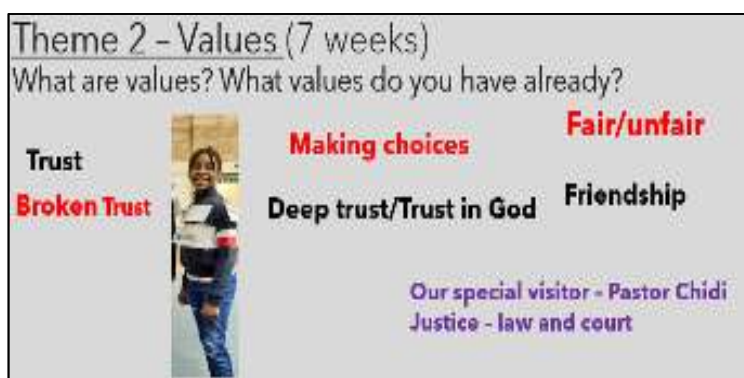 Theme 2 – Values (7 weeks)
What are values? What values do you have already?
Trust
Broken Trust
Making choices
Deep trust/Trust in God
Fair/unfair
Friendship
Our special visitor - Pastor Chidi
Justice - law and court